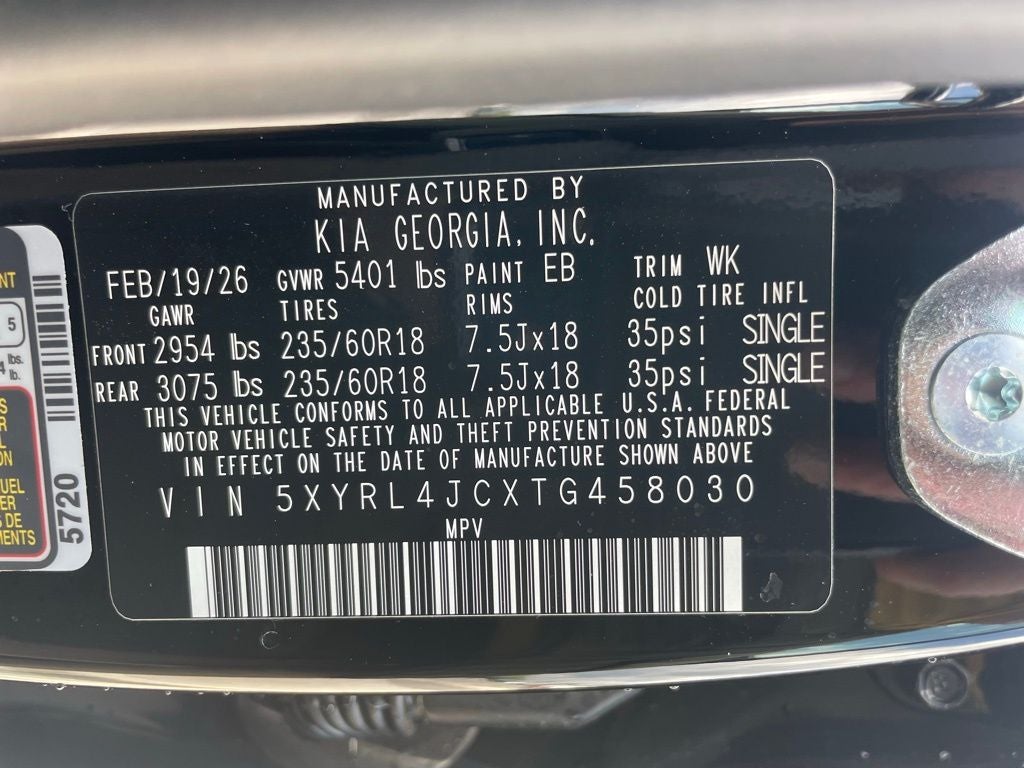 MANUFACTURED BY
KIA GEORGIA, INC.
FEB/19/26 GVWR 5401 lbs PAINT EB TRIM WK
GAWR TIRES RIMS COLD TIRE INFL
FRONT 2954 lbs 235/60R18 7.5Jx18 35psi SINGLE
REAR 3075 lbs 235/60R18 7.5Jx18 35psi SINGLE
THIS VEHICLE CONFORMS TO ALL APPLICABLE U.S.A. FEDERAL
MOTOR VEHICLE SAFETY AND THEFT PREVENTION STANDARDS
IN EFFECT ON THE DATE OF MANUFACTURE SHOWN ABOVE
VIN 5XYRL4JCXTG458030
MPV
5
lbs.
lb.
5720